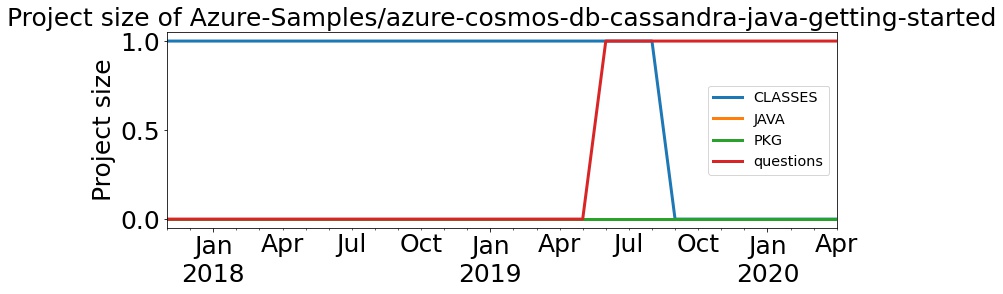 Project size of Azure-Samples/azure-cosmos-db-cassandra-java-getting-started
Project size
1.0
0.5
0.0
CLASSES
JAVA
PKG
questions
Jan Apr Jul Oct Jan Apr Jul Oct Jan Apr
2018 2019 2020